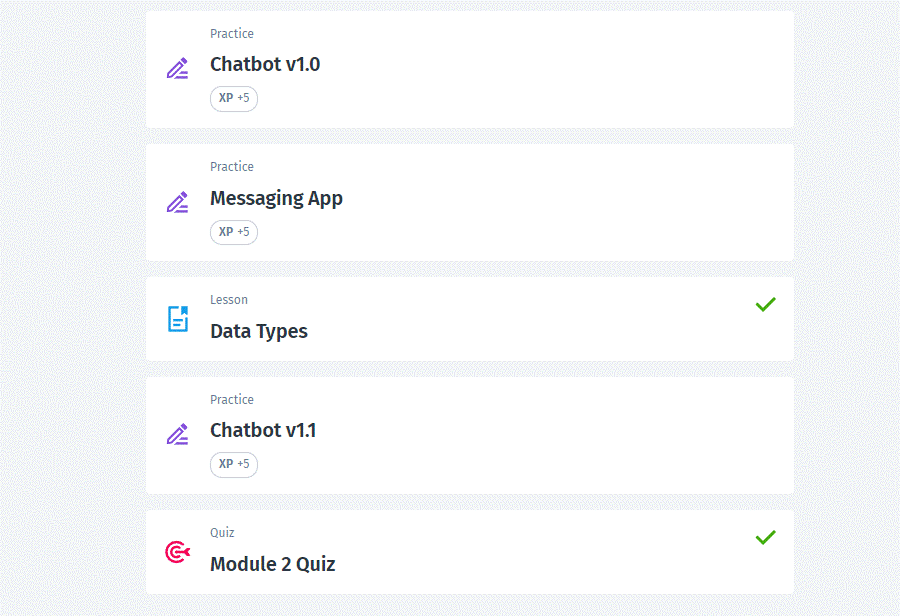 Practice
Chatbot v1.0
XP +5
Practice
Messaging App
XP +5
Lesson
Data Types
Practice
Chatbot v1.1
XP +5
Quiz
Module 2 Quiz